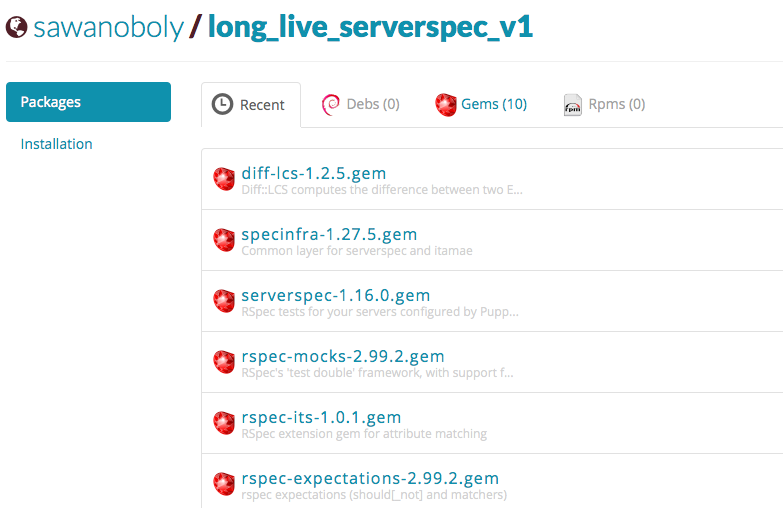 sawanoboly / long_live_serverspec_v1
Packages
Installation
Recent
Debs (0)
Gems (10)
Rpms (0)
diff-lcs-1.2.5.gem
Diff::LCS computes the difference between two E...
specinfra-1.27.5.gem
Common layer for serverspec and itamae
serverspec-1.16.0.gem
RSpec tests for your servers configured by Pupp...
rspec-mocks-2.99.2.gem
RSpec's 'test double' framework, with support f...
rspec-its-1.0.1.gem
RSpec extension gem for attribute matching
rspec-expectations-2.99.2.gem
rspec expectations (should[_not] and matchers)